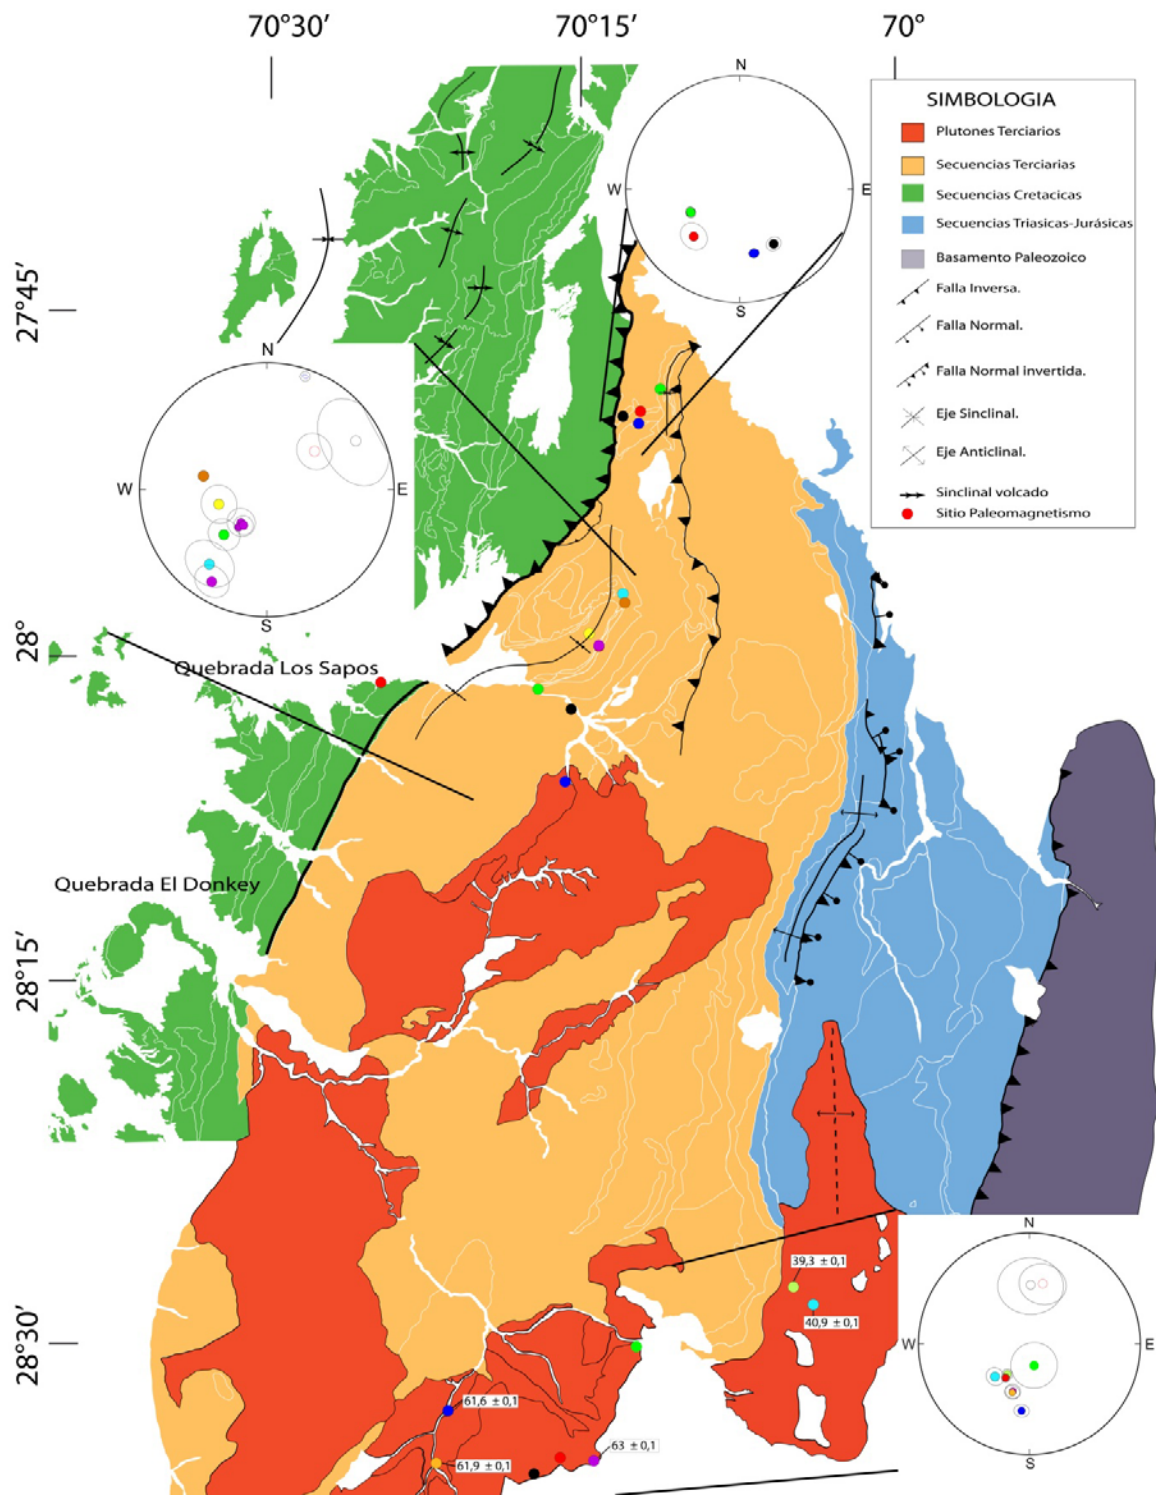 70°30′
70°15′
70°
SIMBOLOGIA
Plutones Terciarios
Secuencias Terciarias
Secuencias Cretacicas
Secuencias Triasicas-Jurásicas
Basamento Paleozoico
Falla Inversa.
Falla Normal.
Falla Normal invertida.
Eje Sinclinal.
Eje Anticlinal.
Sinclinal volcado
Sitio Paleomagnetismo
N
W
E
S
27°45′
N
W
E
S
28°
Quebrada Los Sapos
Quebrada El Donkey
28°15′
N
W
E
S
39,3 ±0,1
40,9 ±0,1
28°30′
61,6 ±0,1
63 ±0,1
61,9 ±0,1